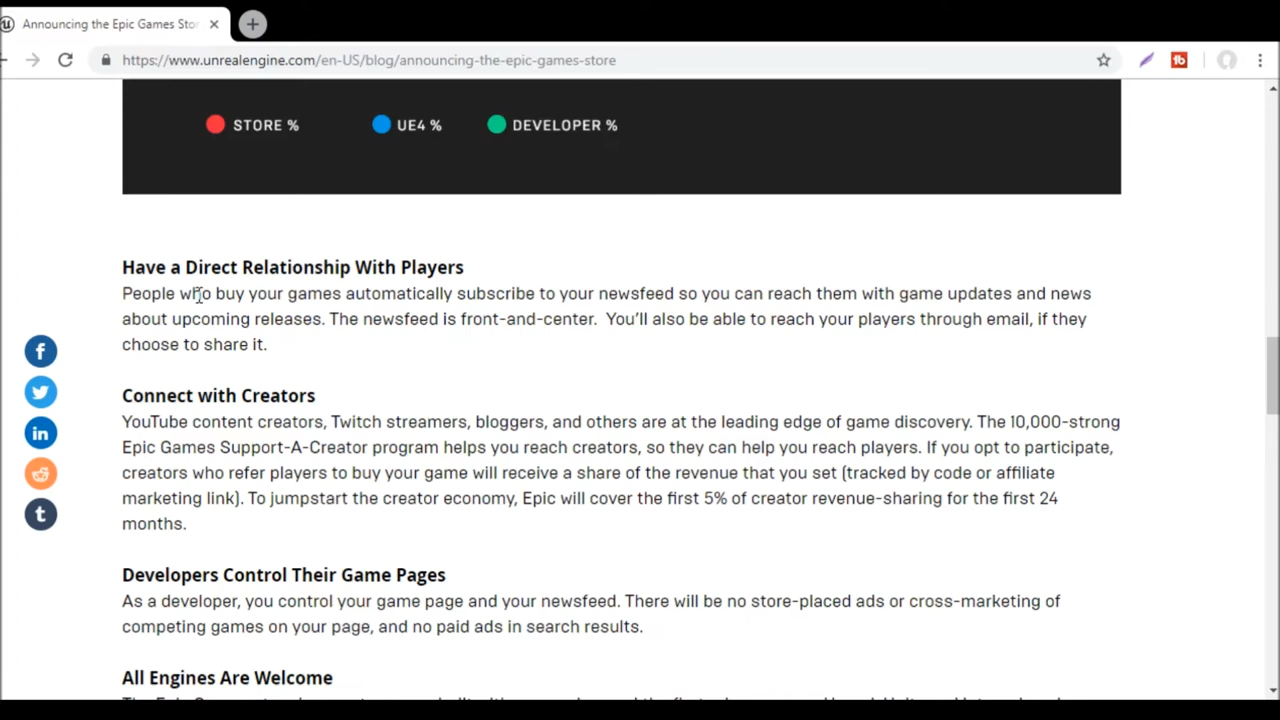 Announcing the Epic Games Stor
https://www.unrealengine.com/en-US/blog/announcing-the-epic-games-store
STORE % UE4 % DEVELOPER %
Have a Direct Relationship With Players
People who buy your games automatically subscribe to your newsfeed so you can reach them with game updates and news
about upcoming releases. The newsfeed is front-and-center. You’ll also be able to reach your players through email, if they
choose to share it.
Connect with Creators
YouTube content creators, Twitch streamers, bloggers, and others are at the leading edge of game discovery. The 10,000-strong
Epic Games Support-A-Creator program helps you reach creators, so they can help you reach players. If you opt to participate,
creators who refer players to buy your game will receive a share of the revenue that you set (tracked by code or affiliate
marketing link). To jumpstart the creator economy, Epic will cover the first 5% of creator revenue-sharing for the first 24
months.
Developers Control Their Game Pages
As a developer, you control your game page and your newsfeed. There will be no store-placed ads or cross-marketing of
competing games on your page, and no paid ads in search results.
All Engines Are Welcome